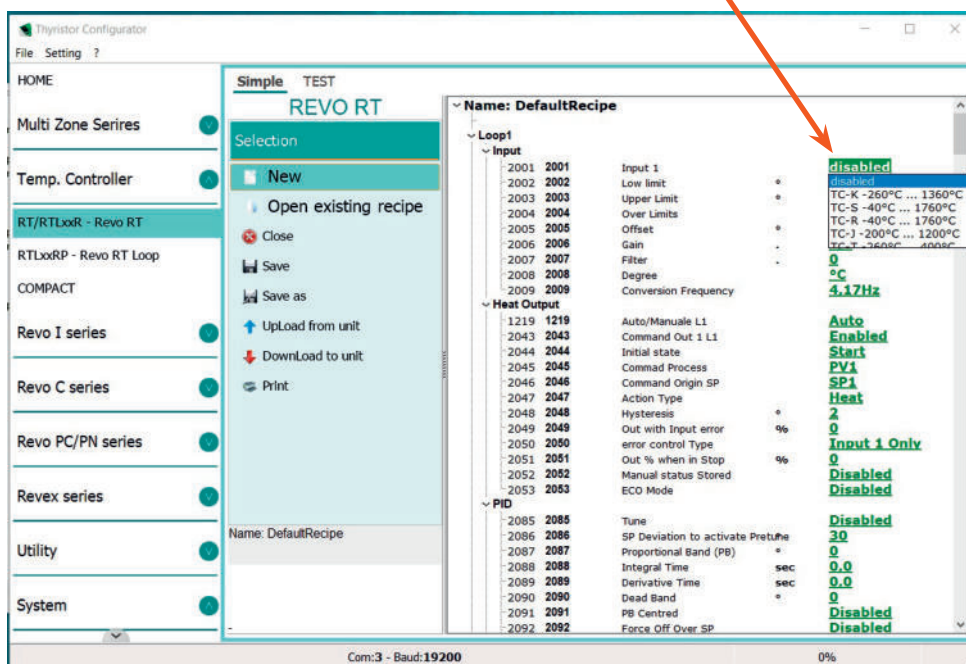 Thyristor Configurator
File Setting ?
HOME
Multi Zone Serires
Temp. Controller
RT/RTLxxR - Revo RT
RTLxxRP - Revo RT Loop
COMPACT
Revo I series
Revo C series
Revo PC/PN series
Revex series
Utility
System
Simple TEST
REVO RT
Selection
New
Open existing recipe
Close
Save
Save as
UpLoad from unit
DownLoad to unit
Print
Name: DefaultRecipe
-
Name: DefaultRecipe
Loop1
Input
2001 2001 Input 1 disabled
2002 2002 Low limit °
2003 2003 Upper Limit °
2004 2004 Over Limits
2005 2005 Offset °
2006 2006 Gain .
2007 2007 Filter . 0
2008 2008 Degree °C
2009 2009 Conversion Frequency 4.17Hz
disabled
TC-K -260°C ... 1360°C
TC-S -40°C ... 1760°C
TC-R -40°C ... 1760°C
TC-J -200°C ... 1200°C
TC-T -260°C ... 400°C
Heat Output
1219 1219 Auto/Manuale L1 Auto
2043 2043 Command Out 1 L1 Enabled
2044 2044 Initial state Start
2045 2045 Commad Process PV1
2046 2046 Command Origin SP SP1
2047 2047 Action Type Heat
2048 2048 Hysteresis ° 2
2049 2049 Out with Input error % 0
2050 2050 error control Type Input 1 Only
2051 2051 Out % when in Stop % 0
2052 2052 Manual status Stored Disabled
2053 2053 ECO Mode Disabled
PID
2085 2085 Tune Disabled
2086 2086 SP Deviation to activate Pretune 30
2087 2087 Proportional Band (PB) ° 0
2088 2088 Integral Time sec 0.0
2089 2089 Derivative Time sec 0.0
2090 2090 Dead Band ° 0
2091 2091 PB Centred Disabled
2092 2092 Force Off Over SP Disabled
Com:3 - Baud:19200 0%